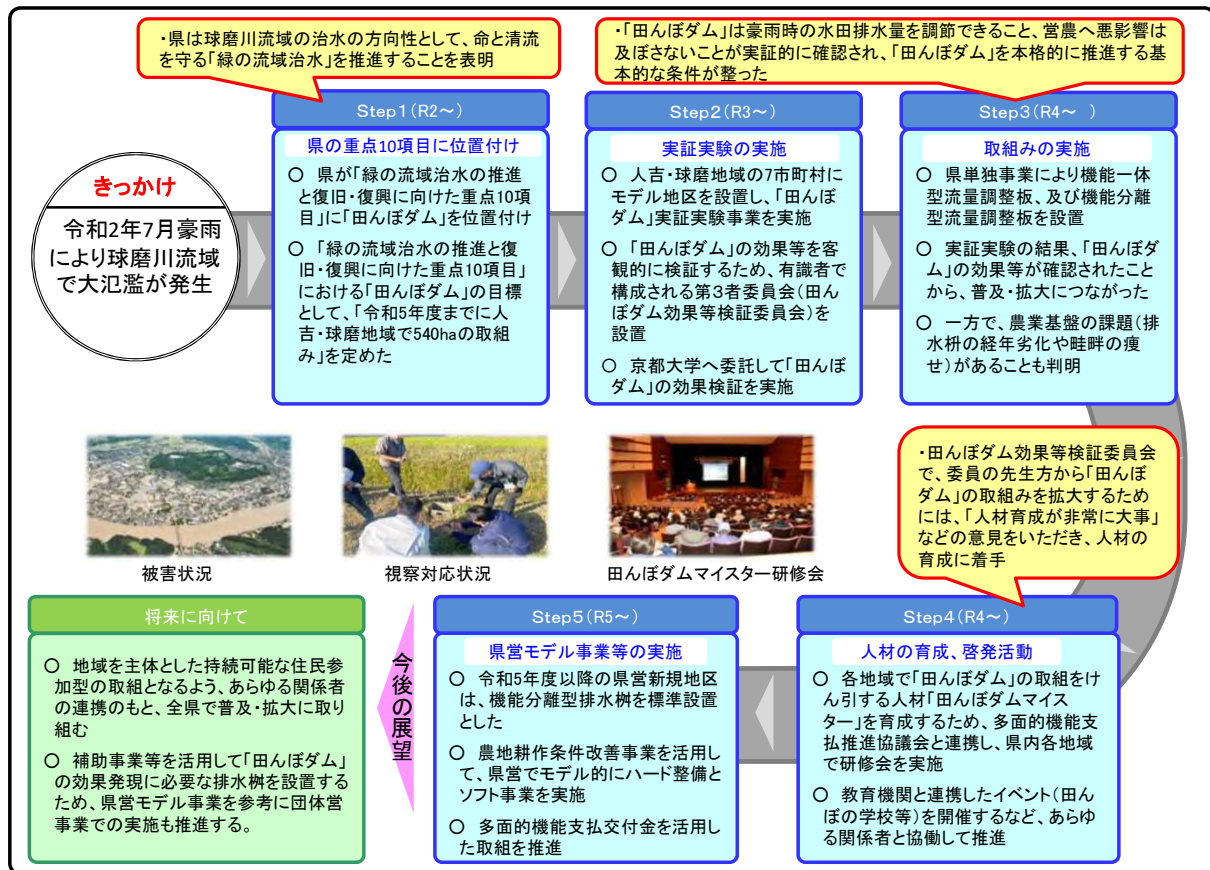 ・県は球磨川流域の治水の方向性として、命と清流
を守る「緑の流域治水」を推進することを表明
・「田んぼダム」は豪雨時の水田排水量を調節できること、営農へ悪影響は
及ぼさないことが実証的に確認され、「田んぼダム」を本格的に推進する基
本的な条件が整った
きっかけ
令和2年7月豪雨
により球磨川流域
で大氾濫が発生
Step1(R2～)
県の重点10項目に位置付け
○ 県が「緑の流域治水の推進
と復旧・復興に向けた重点10項
目」に「田んぼダム」を位置付け
○ 「緑の流域治水の推進と復
旧・復興に向けた重点10項目」
における「田んぼダム」の目標
として、「令和5年度までに人
吉・球磨地域で540haの取組
み」を定めた
Step2(R3～)
実証実験の実施
○ 人吉・球磨地域の7市町村に
モデル地区を設置し、「田んぼ
ダム」実証実験事業を実施
○ 「田んぼダム」の効果等を客
観的に検証するため、有識者で
構成される第3者委員会(田ん
ぼダム効果等検証委員会)を
設置
○ 京都大学へ委託して「田んぼ
ダム」の効果検証を実施
Step3(R4～ )
取組みの実施
○ 県単独事業により機能一体
型流量調整板、及び機能分離
型流量調整板を設置
○ 実証実験の結果、「田んぼダ
ム」の効果等が確認されたこと
から、普及・拡大につながった
○ 一方で、農業基盤の課題(排
水桝の経年劣化や畦畔の痩
せ)があることも判明
・田んぼダム効果等検証委員会
で、委員の先生方から「田んぼ
ダム」の取組みを拡大するため
には、「人材育成が非常に大事」
などの意見をいただき、人材の
育成に着手
被害状況
視察対応状況
田んぼダムマイスター研修会
Step4(R4～)
人材の育成、啓発活動
○ 各地域で「田んぼダム」の取組をけ
ん引する人材「田んぼダムマイス
ター」を育成するため、多面的機能支
払推進協議会と連携し、県内各地域
で研修会を実施
○ 教育機関と連携したイベント(田ん
ぼの学校等)を開催するなど、あらゆ
る関係者と協働して推進
Step5(R5～)
県営モデル事業等の実施
○ 令和5年度以降の県営新規地区
は、機能分離型排水桝を標準設置
とした
○ 農地耕作条件改善事業を活用し
て、県営でモデル的にハード整備と
ソフト事業を実施
○ 多面的機能支払交付金を活用し
た取組を推進
今後の展望
将来に向けて
○ 地域を主体とした持続可能な住民参
加型の取組となるよう、あらゆる関係者
の連携のもと、全県で普及・拡大に取り
組む
○ 補助事業等を活用して「田んぼダム」
の効果発現に必要な排水桝を設置する
ため、県営モデル事業を参考に団体営
事業での実施も推進する。